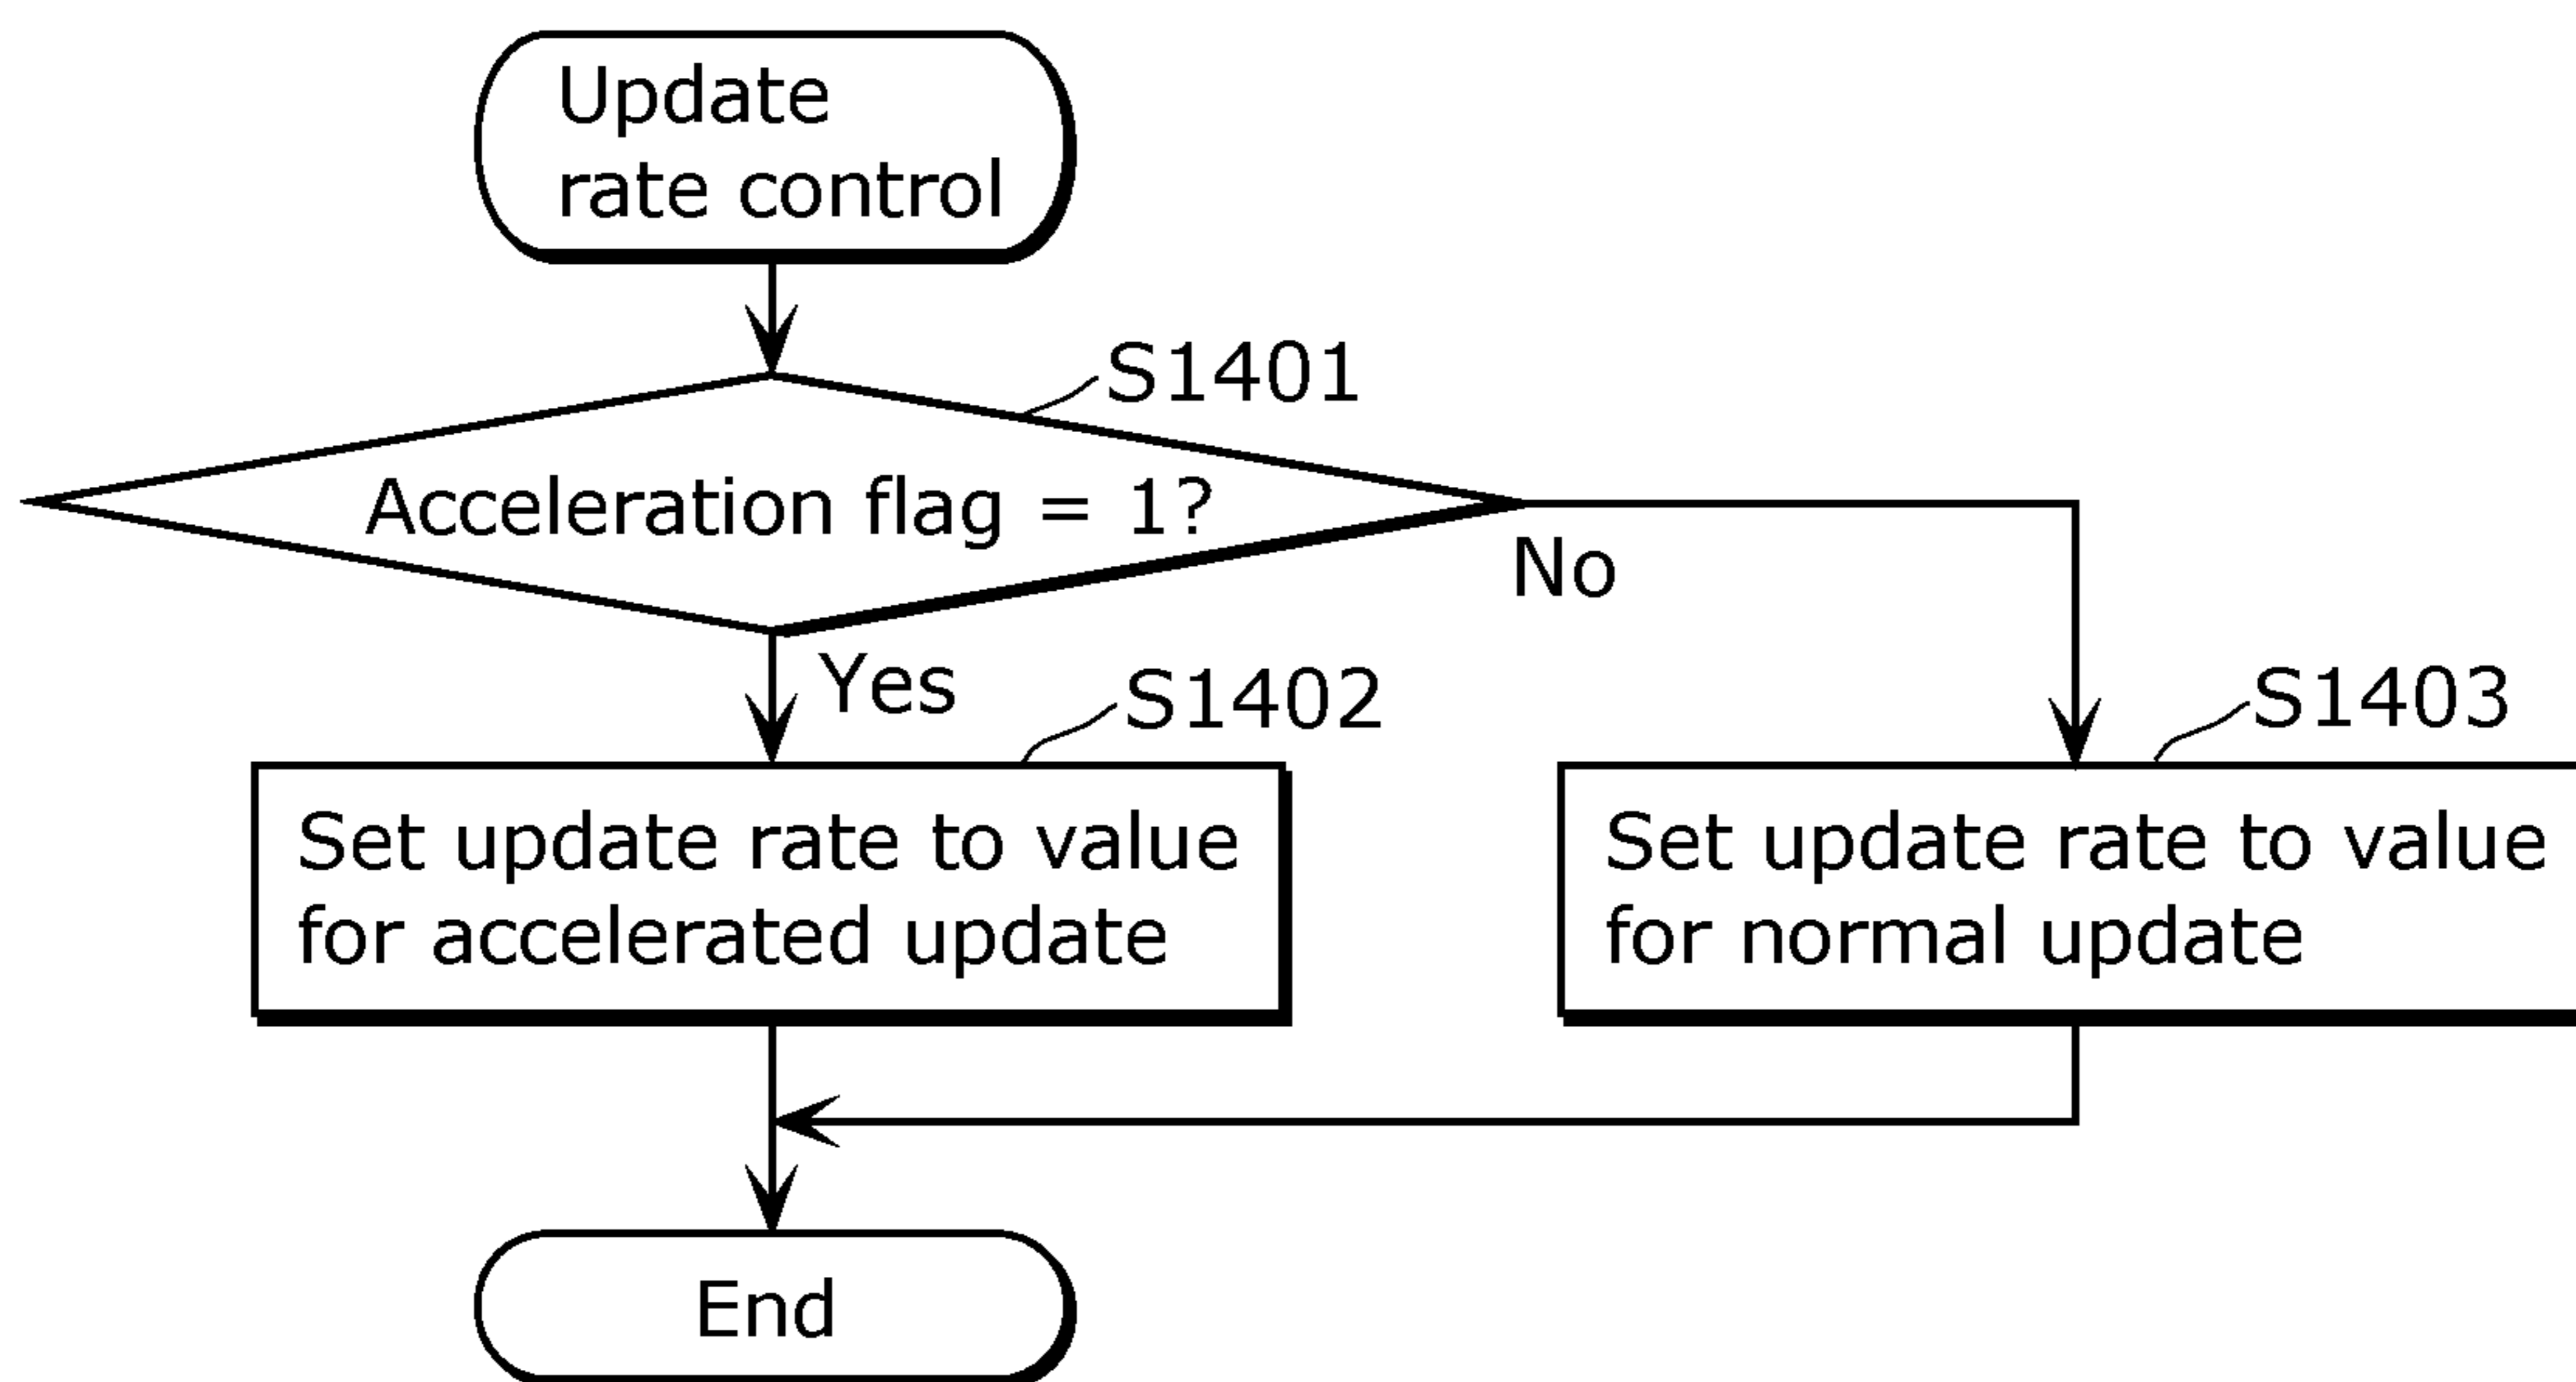 Update
rate control
S1401
Acceleration flag = 1?
No
Yes
S1402
S1403
Set update rate to value
for accelerated update
Set update rate to value
for normal update
End